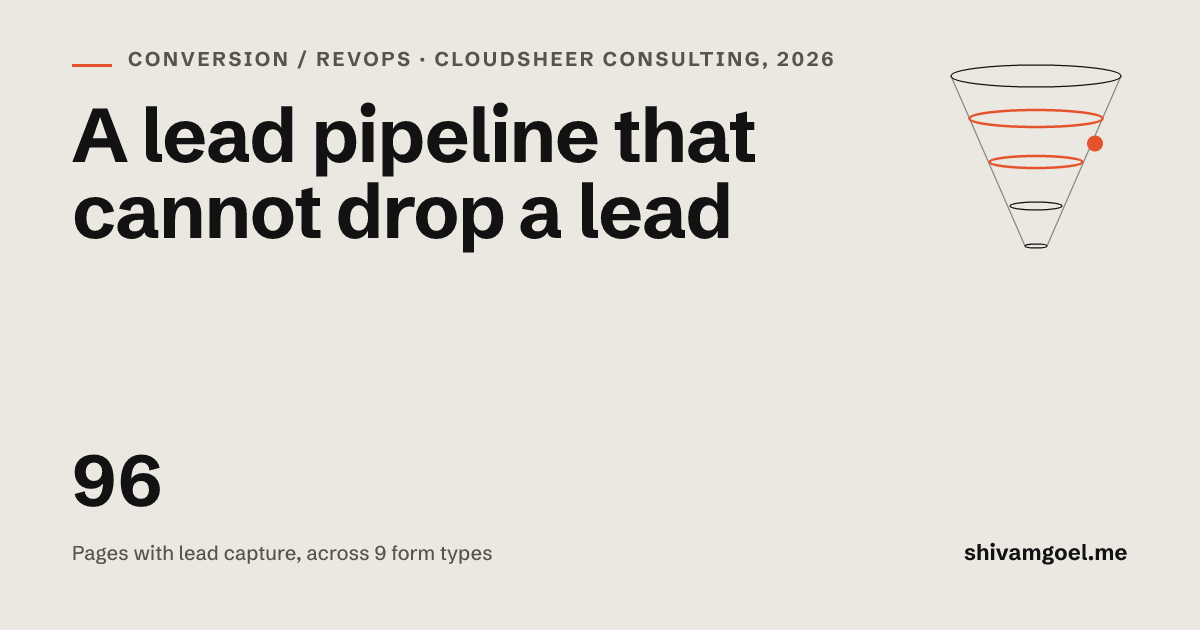 CONVERSION / REVOPS · CLOUDSHEER CONSULTING, 2026
A lead pipeline that
cannot drop a lead
96
Pages with lead capture, across 9 form types
shivamgoel.me